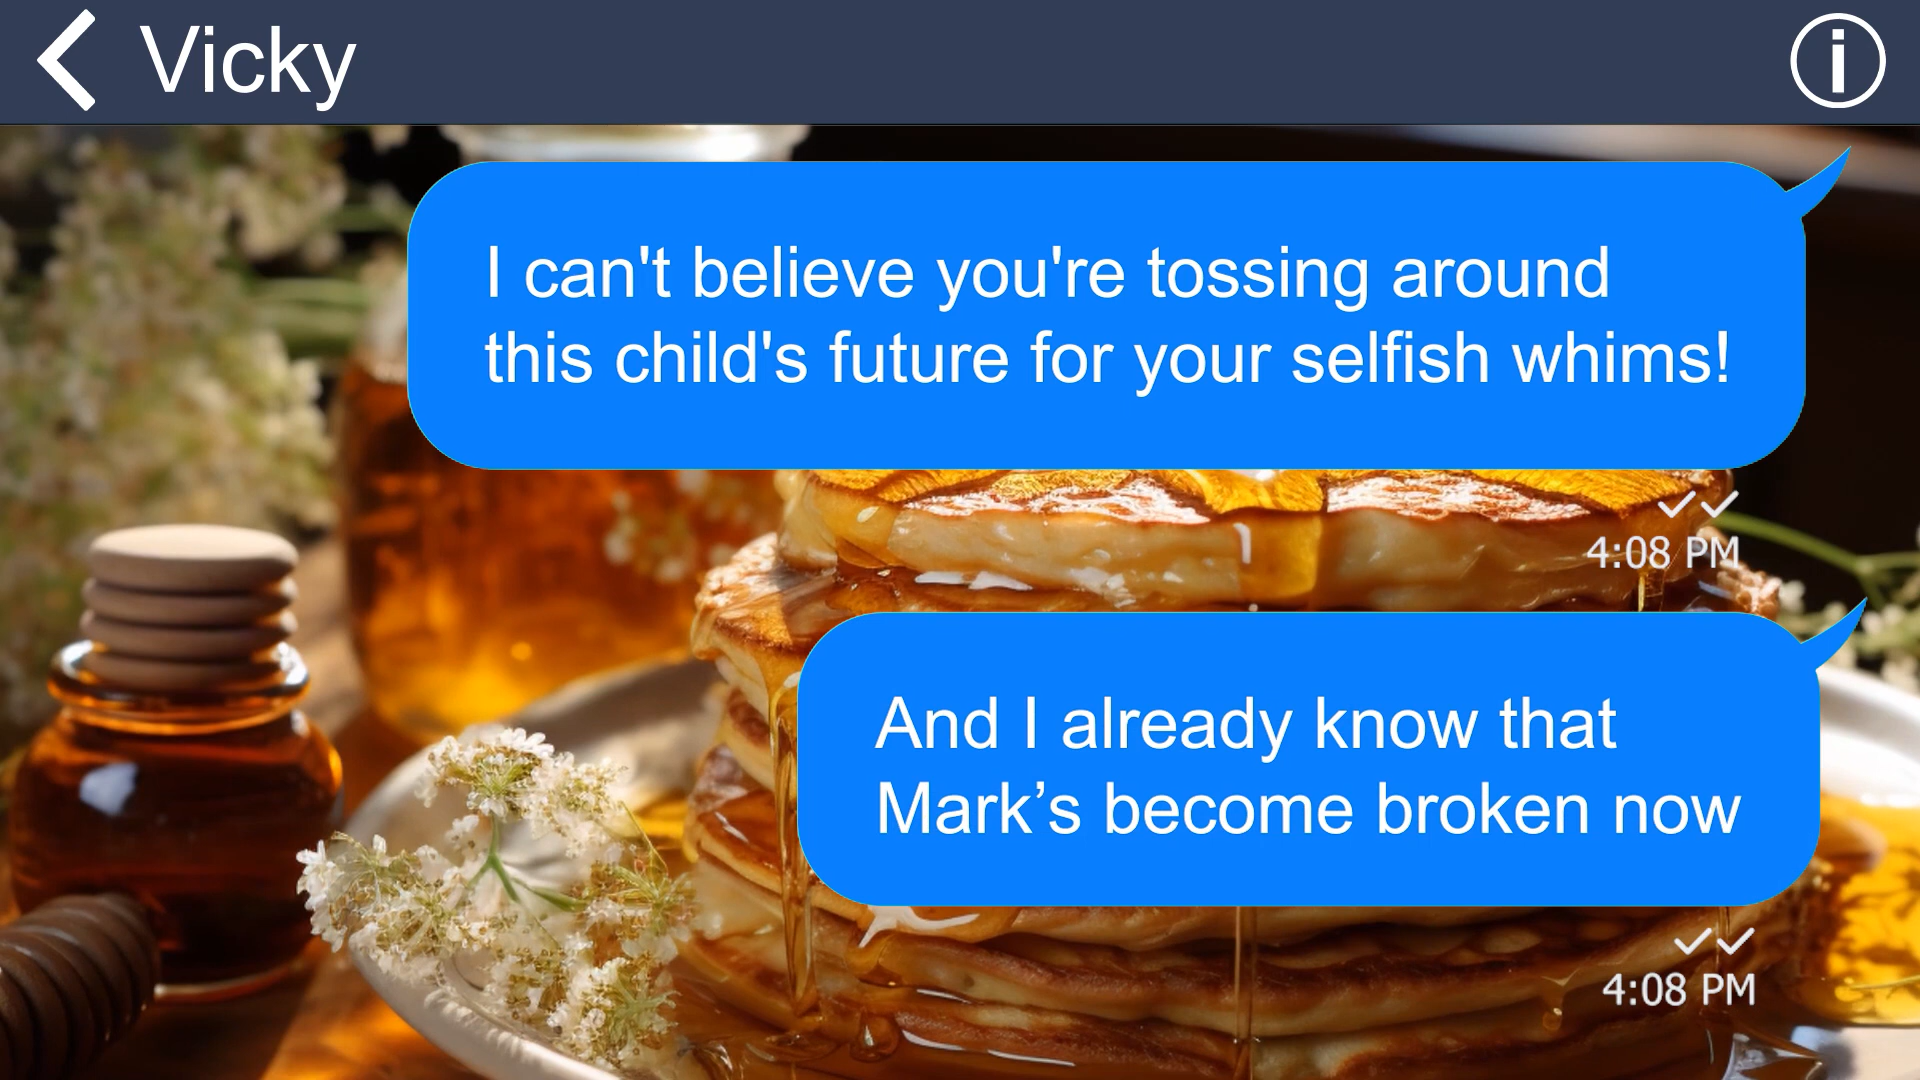 Vicky
I can't believe you're tossing around
this child's future for your selfish whims!
4:08 PM
And I already know that
Mark’s become broken now
4:08 PM